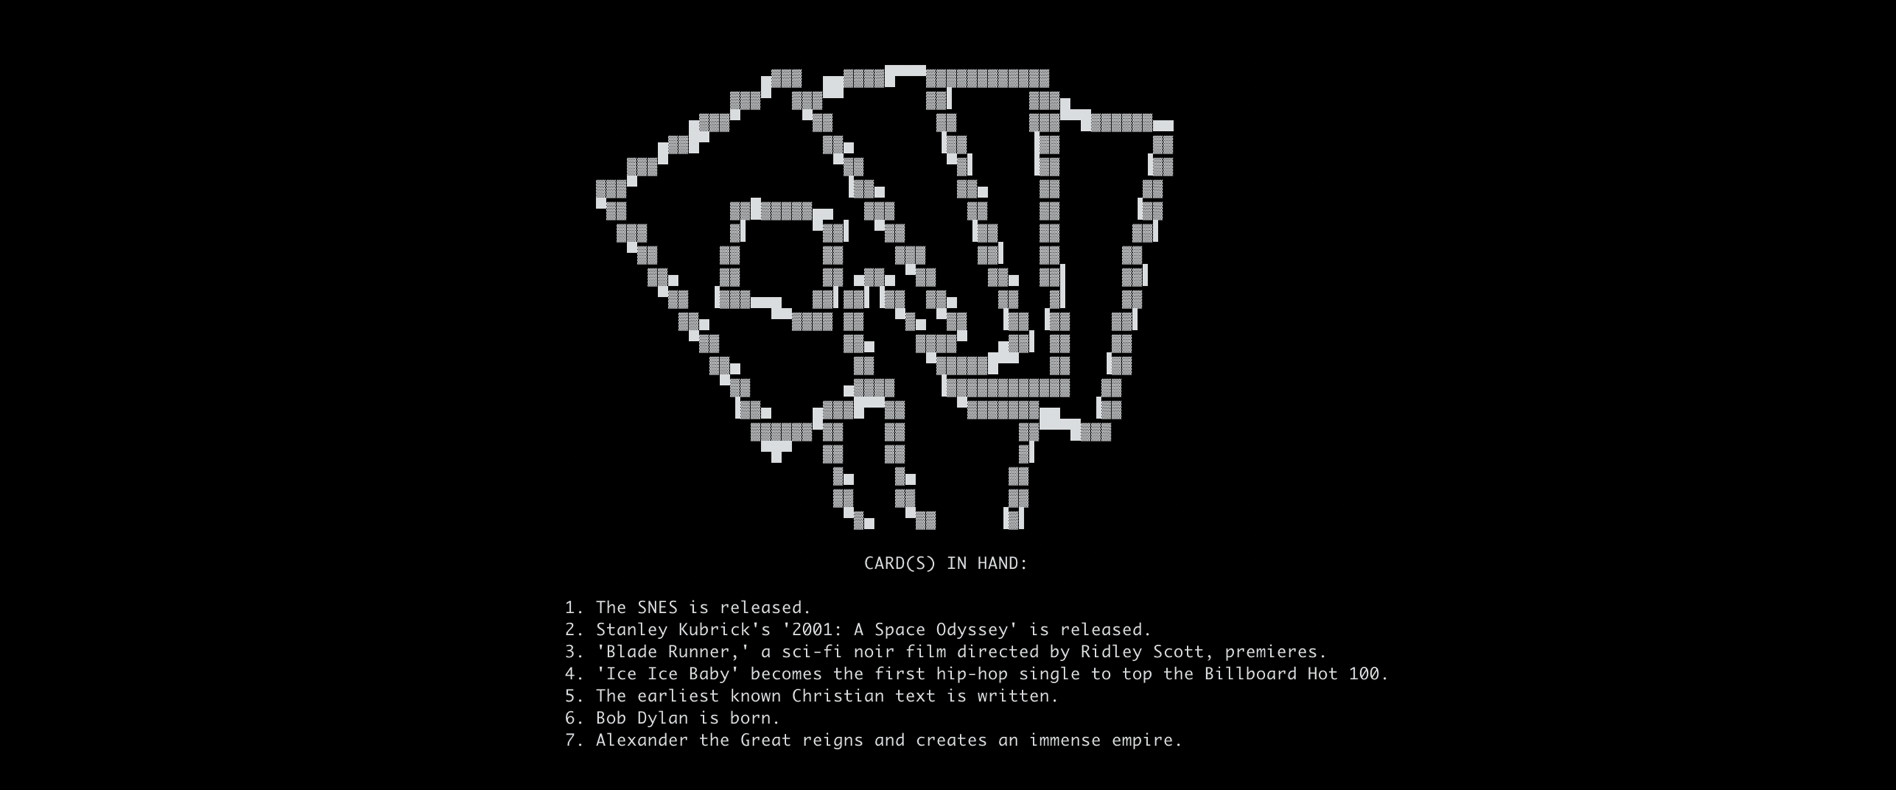 CARD(S) IN HAND:
1. The SNES is released.
2. Stanley Kubrick's '2001: A Space Odyssey' is released.
3. 'Blade Runner,' a sci-fi noir film directed by Ridley Scott, premieres.
4. 'Ice Ice Baby' becomes the first hip-hop single to top the Billboard Hot 100.
5. The earliest known Christian text is written.
6. Bob Dylan is born.
7. Alexander the Great reigns and creates an immense empire.